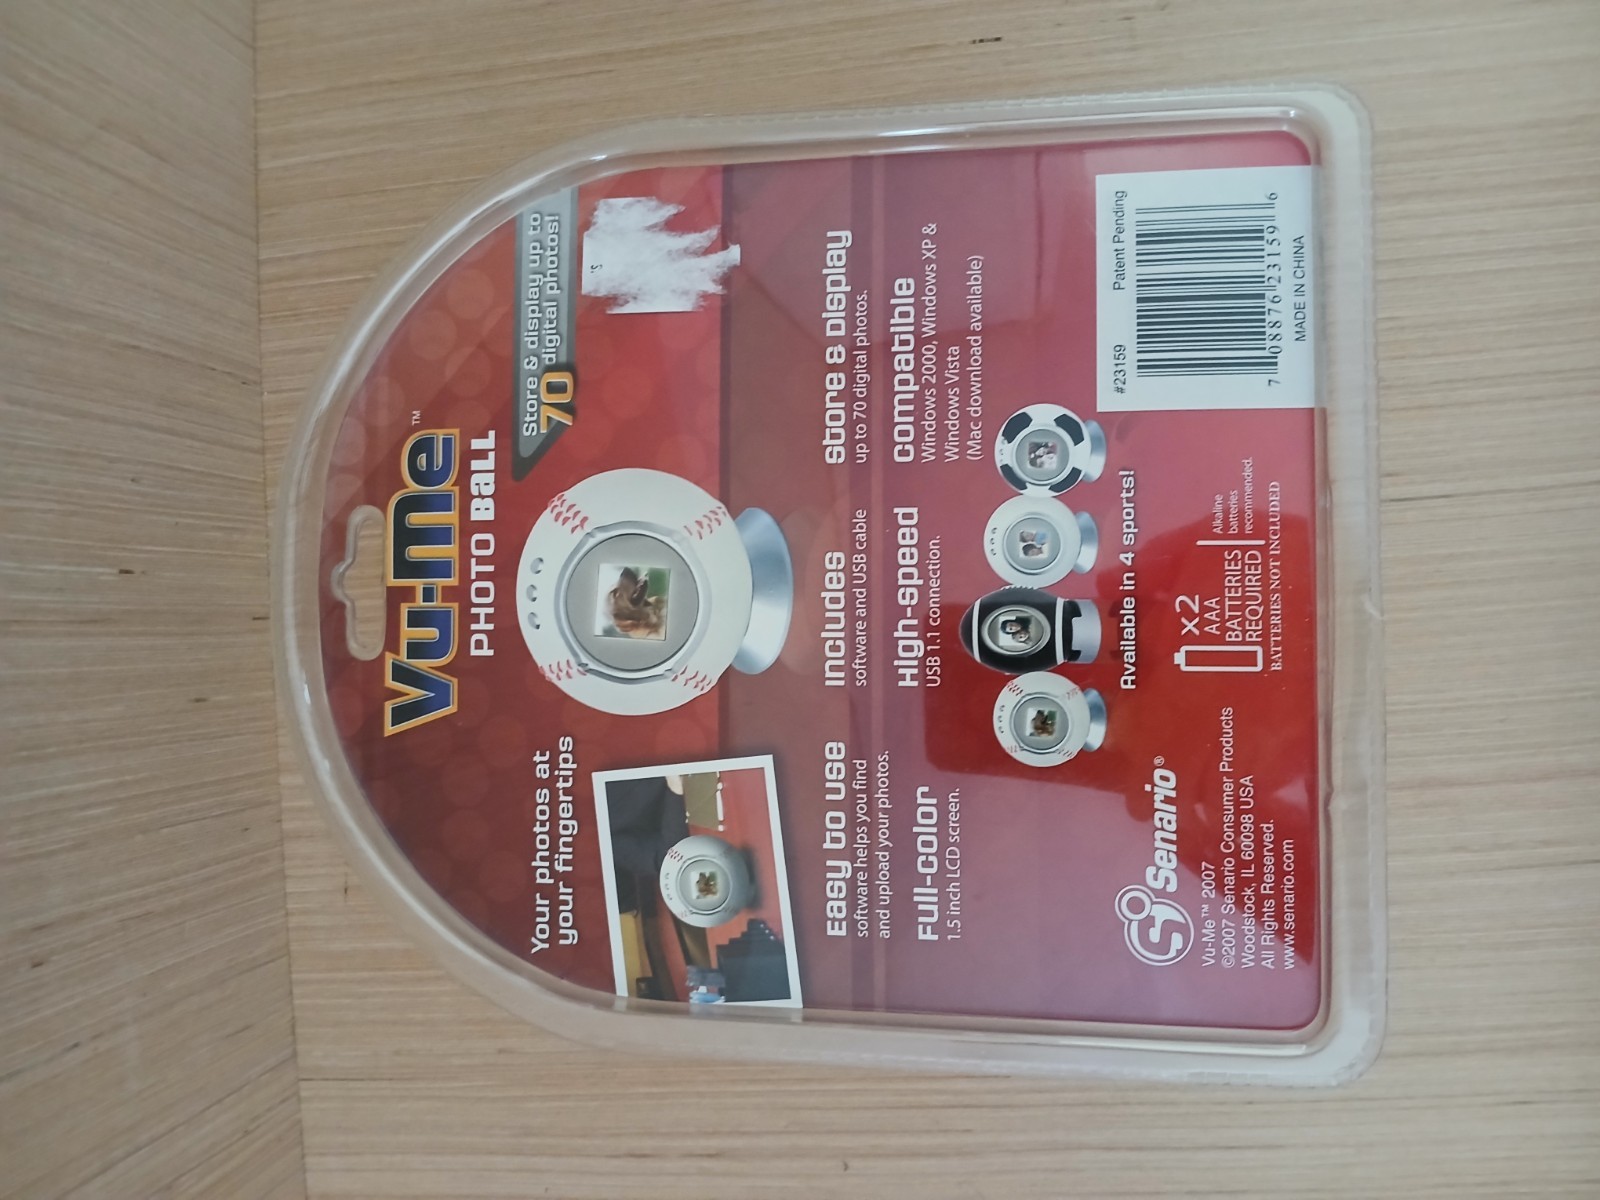 Vu-Me™
PHOTO BALL
Store & display up to
70 digital photos!
Your photos at
your fingertips
Easy to use
software helps you find
and upload your photos.
Includes
software and USB cable
Store & Display
up to 70 digital photos.
Full-color
1.5 inch LCD screen.
High-speed
USB 1.1 connection.
Compatible
Windows 2000, Windows XP &
Windows Vista
(Mac download available)
Available in 4 sports!
Senario®
Vu-Me™ 2007
©2007 Senario Consumer Products
Woodstock, IL 60098 USA
All Rights Reserved.
www.senario.com
x2
AA
BATTERIES
REQUIRED
Alkaline
batteries
recommended.
BATTERIES NOT INCLUDED
#23159 Patent Pending
7 08876 23159 6
MADE IN CHINA